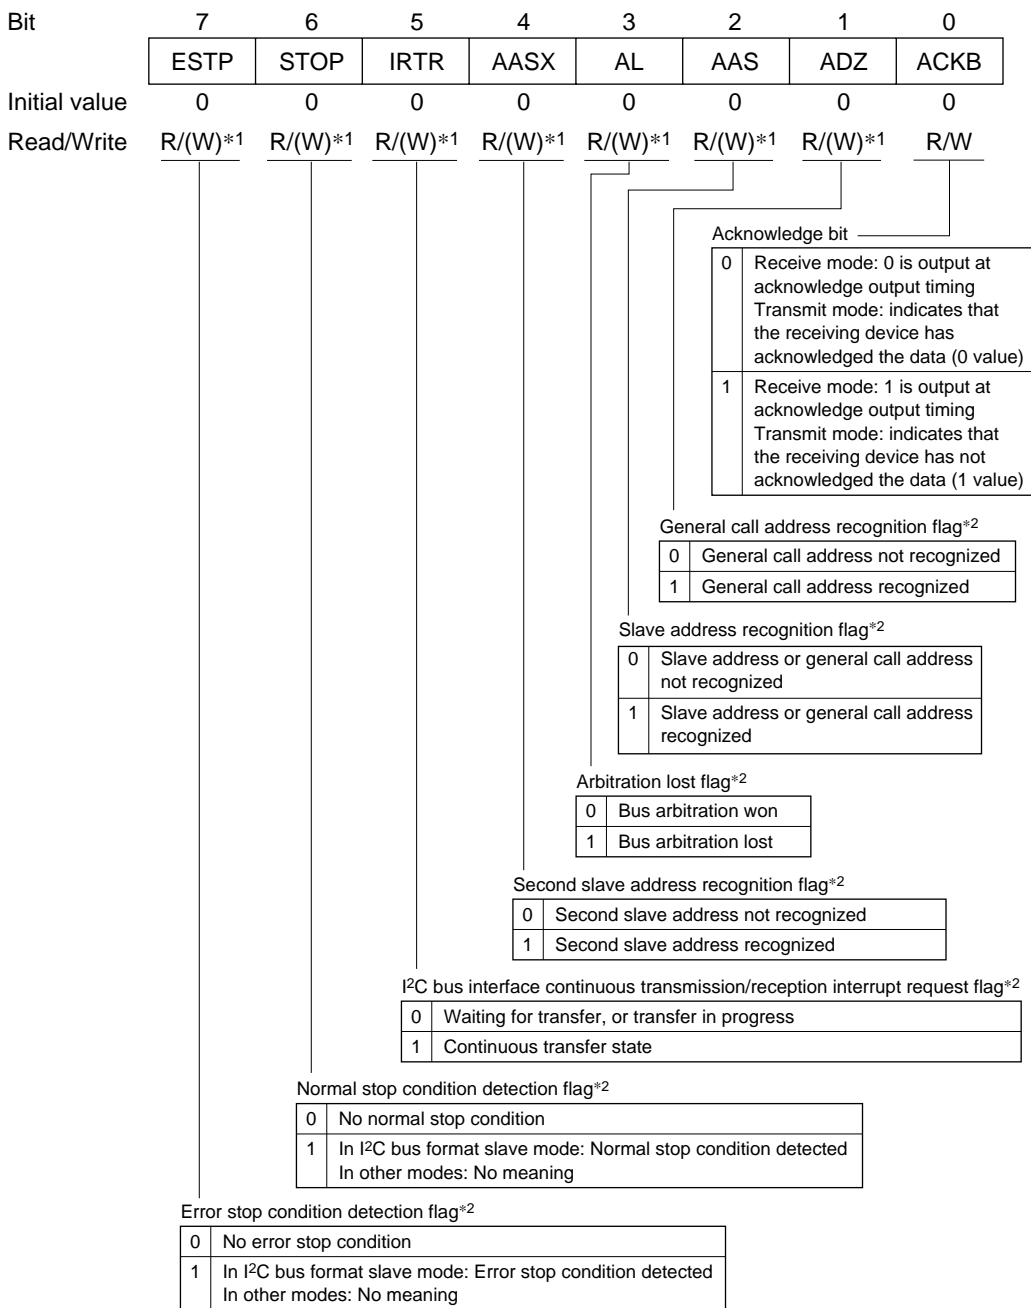 Bit 7 6 5 4 3 2 1 0
ESTP STOP IRTR AASX AL AAS ADZ ACKB
Initial value 0 0 0 0 0 0 0 0
Read/Write R/(W)*1 R/(W)*1 R/(W)*1 R/(W)*1 R/(W)*1 R/(W)*1 R/(W)*1 R/W
Acknowledge bit
0 Receive mode: 0 is output at
acknowledge output timing
Transmit mode: indicates that
the receiving device has
acknowledged the data (0 value)
1 Receive mode: 1 is output at
acknowledge output timing
Transmit mode: indicates that
the receiving device has not
acknowledged the data (1 value)
General call address recognition flag*2
0 General call address not recognized
1 General call address recognized
Slave address recognition flag*2
0 Slave address or general call address
not recognized
1 Slave address or general call address
recognized
Arbitration lost flag*2
0 Bus arbitration won
1 Bus arbitration lost
Second slave address recognition flag*2
0 Second slave address not recognized
1 Second slave address recognized
I2C bus interface continuous transmission/reception interrupt request flag*2
0 Waiting for transfer, or transfer in progress
1 Continuous transfer state
Normal stop condition detection flag*2
0 No normal stop condition
1 In I2C bus format slave mode: Normal stop condition detected
In other modes: No meaning
Error stop condition detection flag*2
0 No error stop condition
1 In I2C bus format slave mode: Error stop condition detected
In other modes: No meaning